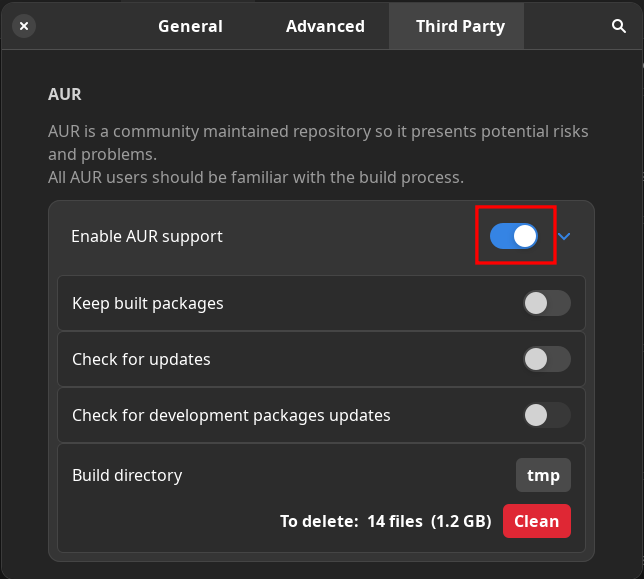 General Advanced Third Party
AUR
AUR is a community maintained repository so it presents potential risks
and problems.
All AUR users should be familiar with the build process.
Enable AUR support
Keep built packages
Check for updates
Check for development packages updates
Build directory tmp
To delete: 14 files (1.2 GB) Clean